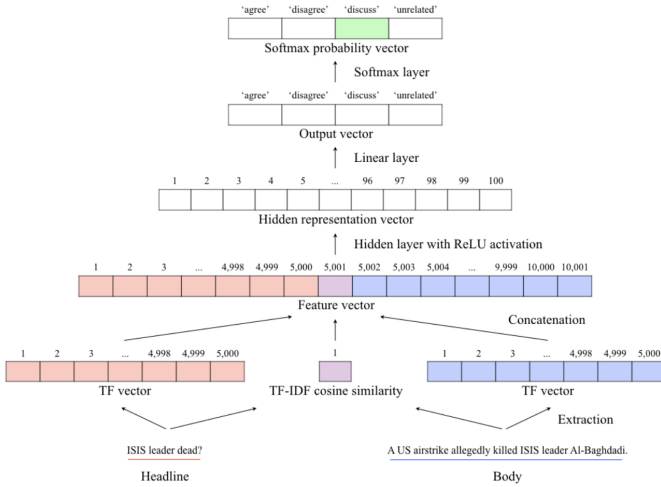 'agree' 'disagree' 'discuss' 'unrelated'
Softmax probability vector
Softmax layer
'agree' 'disagree' 'discuss' 'unrelated'
Output vector
Linear layer
1 2 3 4 5 ... 96 97 98 99 100
Hidden representation vector
Hidden layer with ReLU activation
1 2 3 ... 4,998 4,999 5,000 5,001 5,002 5,003 5,004 ... 9,999 10,000 10,001
Feature vector
Concatenation
1 2 3 ... 4,998 4,999 5,000 1 1 2 3 ... 4,998 4,999 5,000
TF vector TF-IDF cosine similarity TF vector
Extraction
ISIS leader dead? A US airstrike allegedly killed ISIS leader Al-Baghdadi.
Headline Body